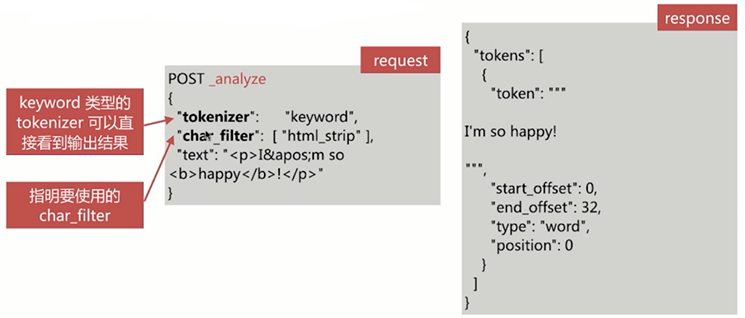 request
POST _analyze
{
"tokenizer": "keyword",
"char_filter": [ "html_strip" ],
"text": "<p>I&apos;m so
<b>happy</b>!</p>"
}
keyword 类型的
tokenizer 可以直
接看到输出结果
指明要使用的
char_filter
response
{
"tokens": [
{
"token": """
I'm so happy!
""",
"start_offset": 0,
"end_offset": 32,
"type": "word",
"position": 0
}
]
}